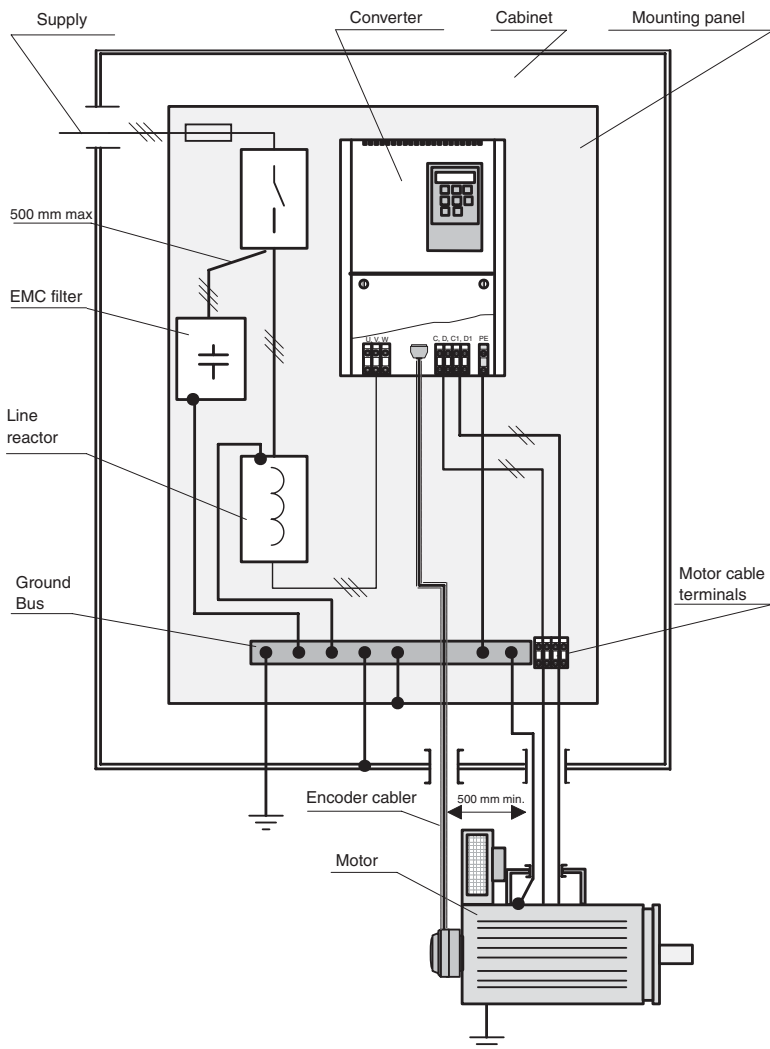 Supply
Converter
Cabinet
Mounting panel
500 mm max
EMC filter
U, V, W
C, D, C1, D1
PE
Line
reactor
Ground
Bus
Motor cable
terminals
Encoder cabler
500 mm min.
Motor